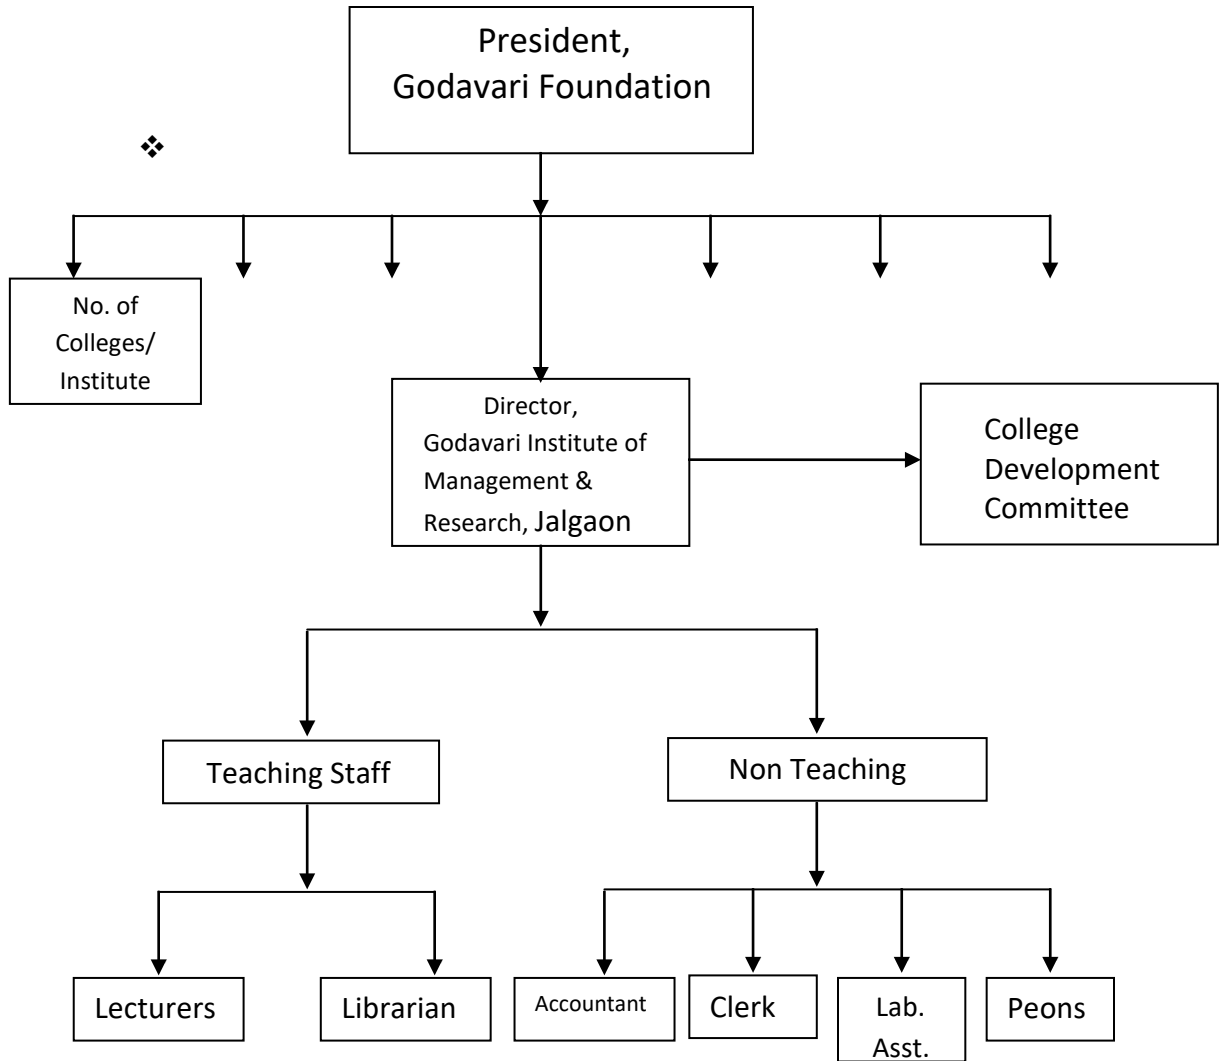 President,
Godavari Foundation
❖
No. of
Colleges/
Institute
Director,
Godavari Institute of
Management &
Research, Jalgaon
College
Development
Committee
Teaching Staff
Non Teaching
Lecturers
Librarian
Accountant
Clerk
Lab.
Asst.
Peons